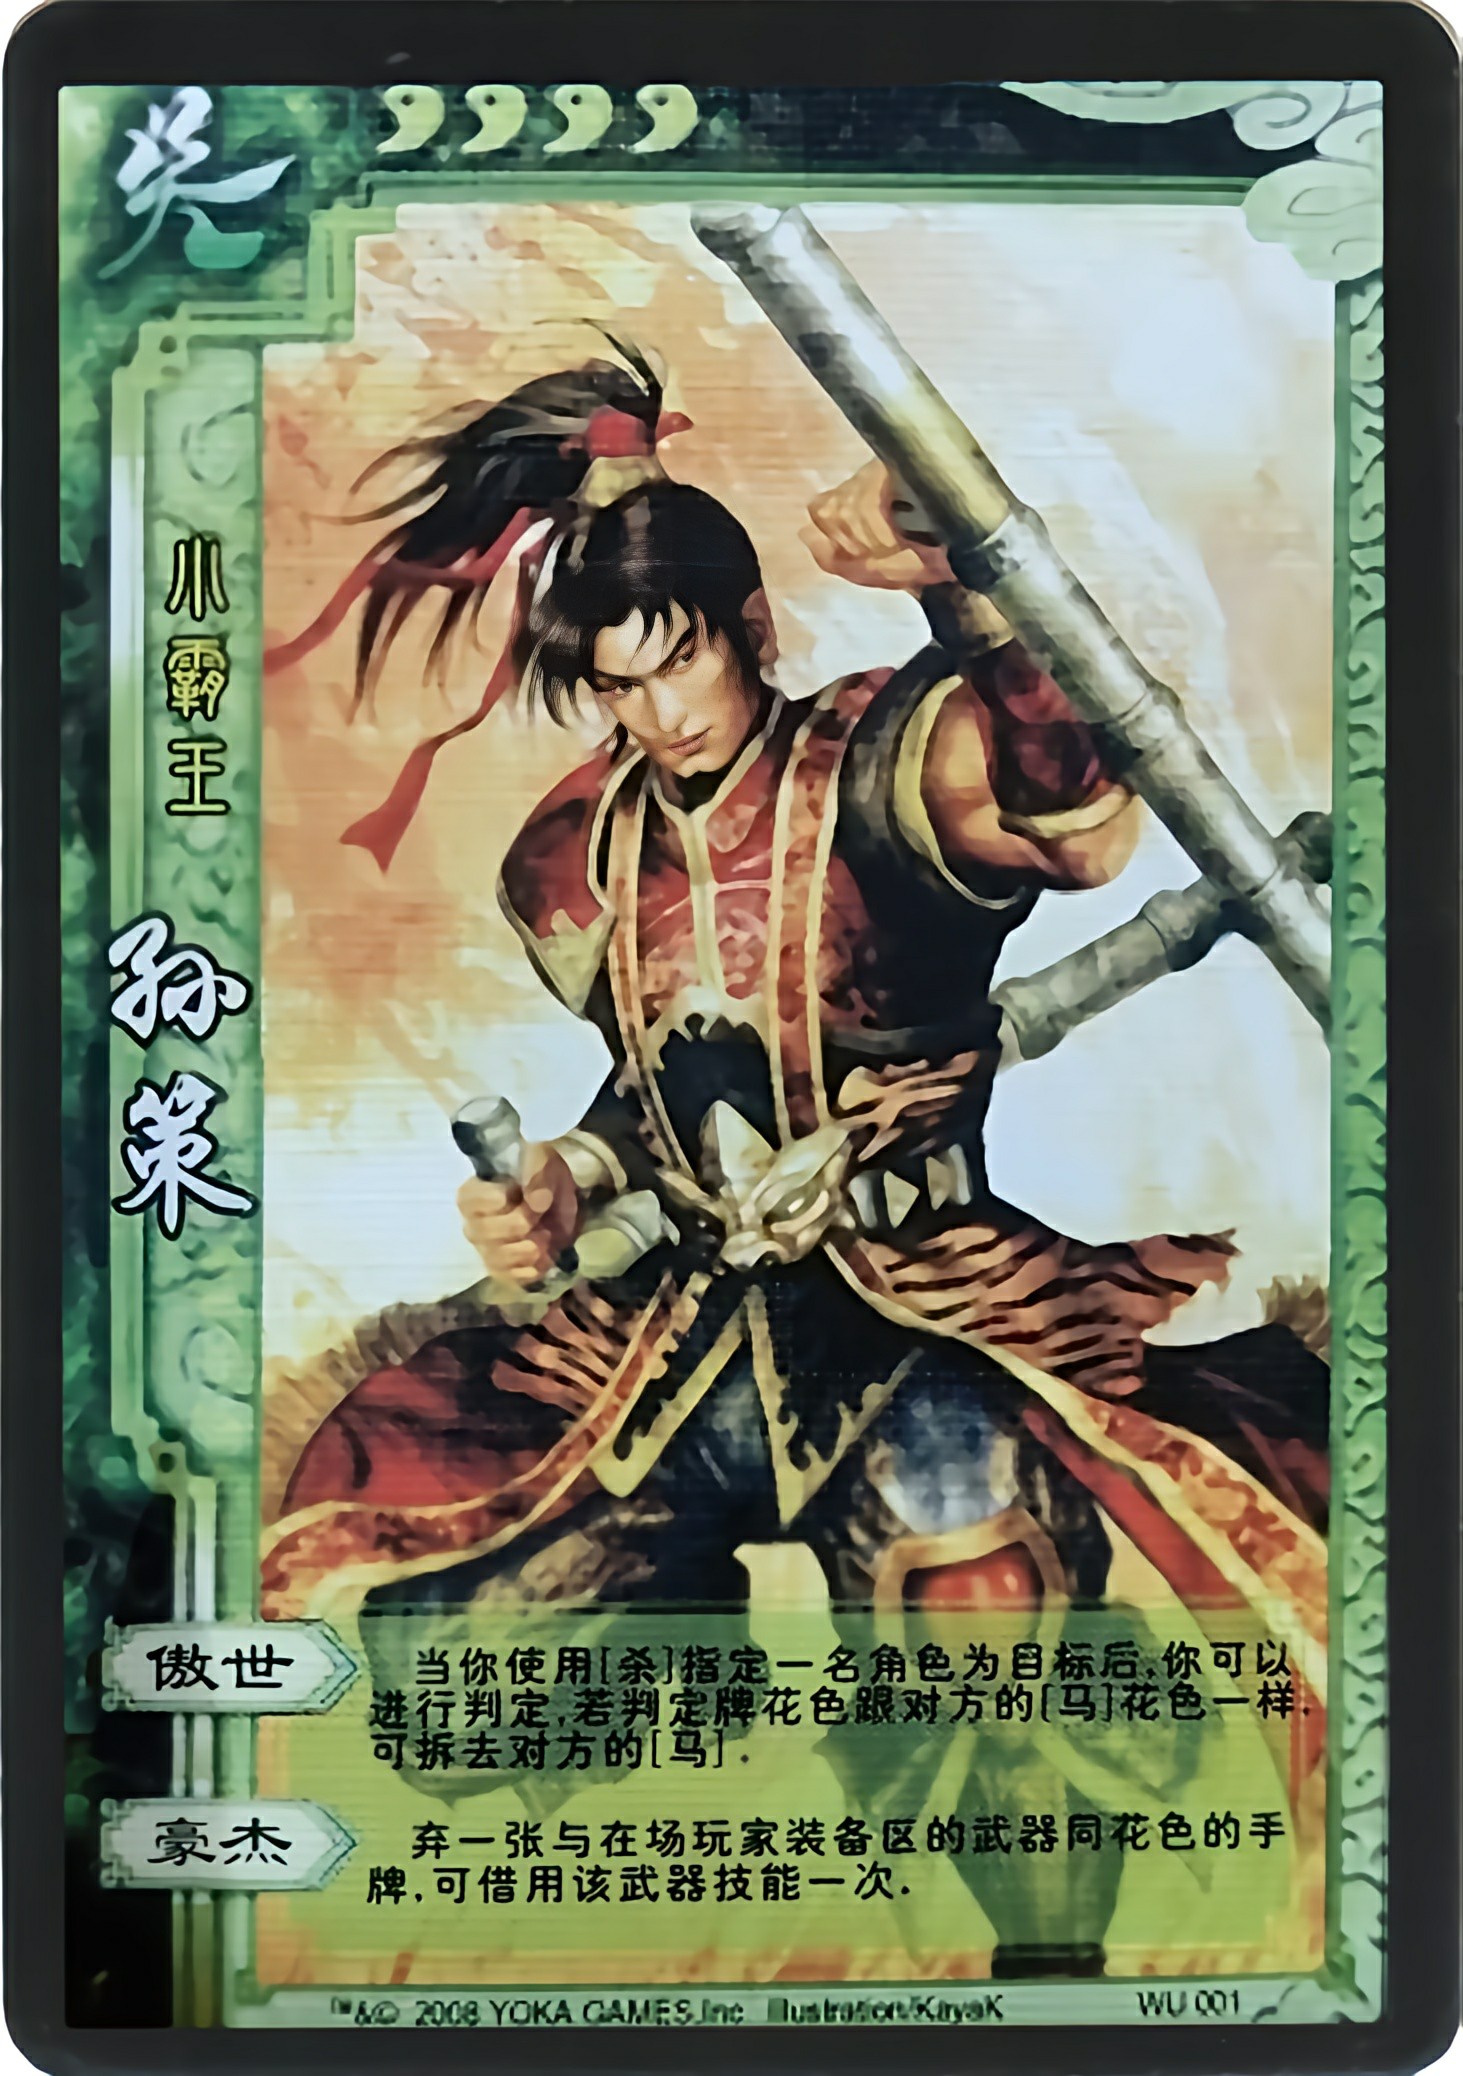 吴
小霸王
孙策
傲世
当你使用[杀]指定一名角色为目标后,你可以
进行判定,若判定牌花色跟对方的[马]花色一样.
可拆去对方的[马].
豪杰
弃一张与在场玩家装备区的武器同花色的手
牌,可借用该武器技能一次.
™&© 2008 YOKA GAMES.Inc Illustration/KayaK
WU 001